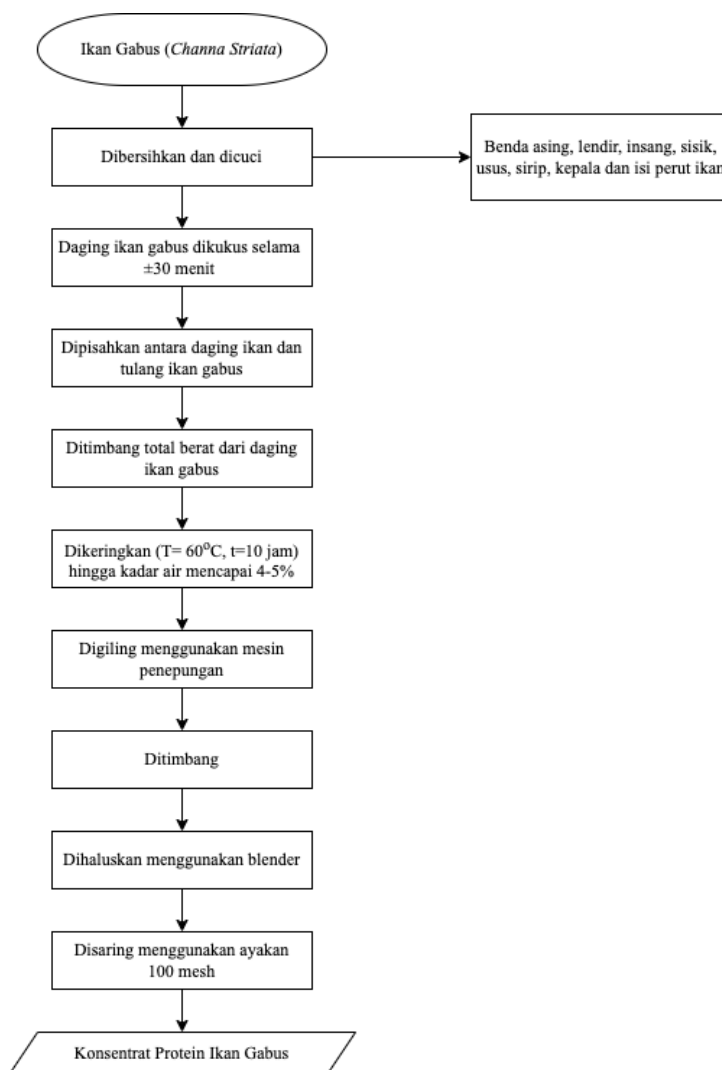 Ikan Gabus (Channa Striata)
Dibersihkan dan dicuci
Benda asing, lendir, insang, sisik,
usus, sirip, kepala dan isi perut ikan
Daging ikan gabus dikukus selama
±30 menit
Dipisahkan antara daging ikan dan
tulang ikan gabus
Ditimbang total berat dari daging
ikan gabus
Dikeringkan (T= 60°C, t=10 jam)
hingga kadar air mencapai 4-5%
Digiling menggunakan mesin
penepungan
Ditimbang
Dihaluskan menggunakan blender
Disaring menggunakan ayakan
100 mesh
Konsentrat Protein Ikan Gabus